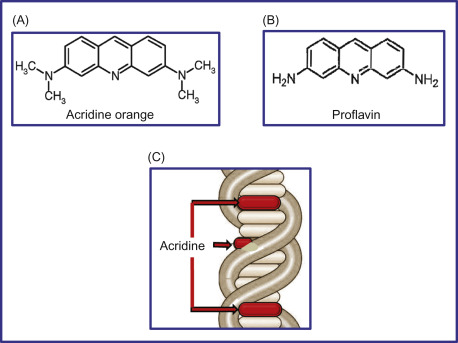 (A)
H₃C
N
CH₃
N
CH₃
N
CH₃
Acridine orange
(B)
H₂N
N
NH₂
Proflavin
(C)
Acridine